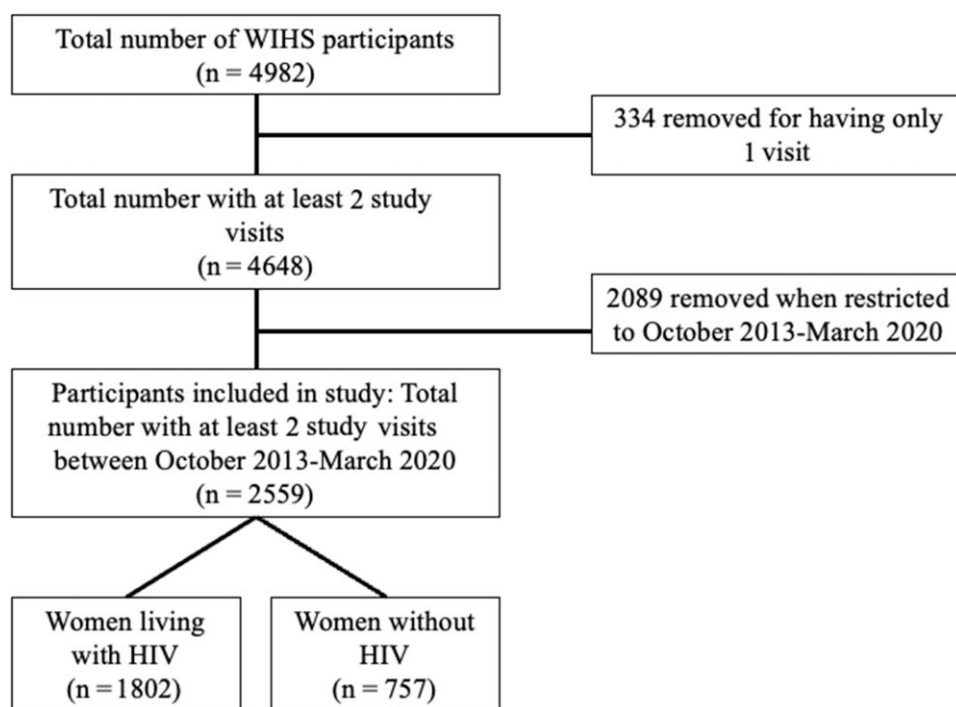 Total number of WIHS participants
(n = 4982)
334 removed for having only
1 visit
Total number with at least 2 study
visits
(n = 4648)
2089 removed when restricted
to October 2013-March 2020
Participants included in study: Total
number with at least 2 study visits
between October 2013-March 2020
(n = 2559)
Women living
with HIV
(n = 1802)
Women without
HIV
(n = 757)